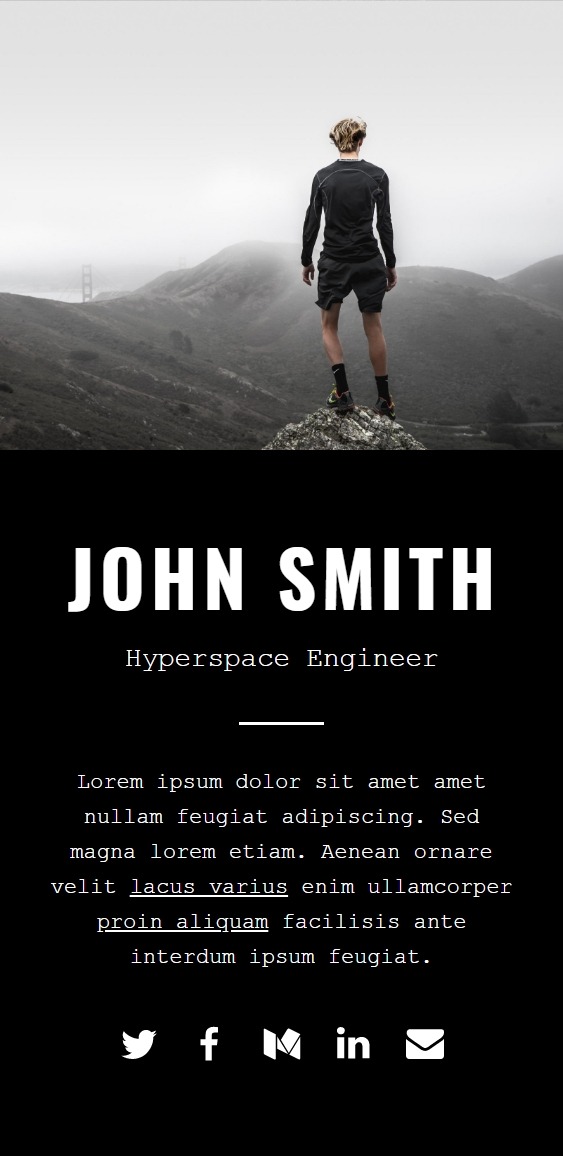 JOHN SMITH
Hyperspace Engineer
Lorem ipsum dolor sit amet amet
nullam feugiat adipiscing. Sed
magna lorem etiam. Aenean ornare
velit lacus varius enim ullamcorper
proin aliquam facilisis ante
interdum ipsum feugiat.